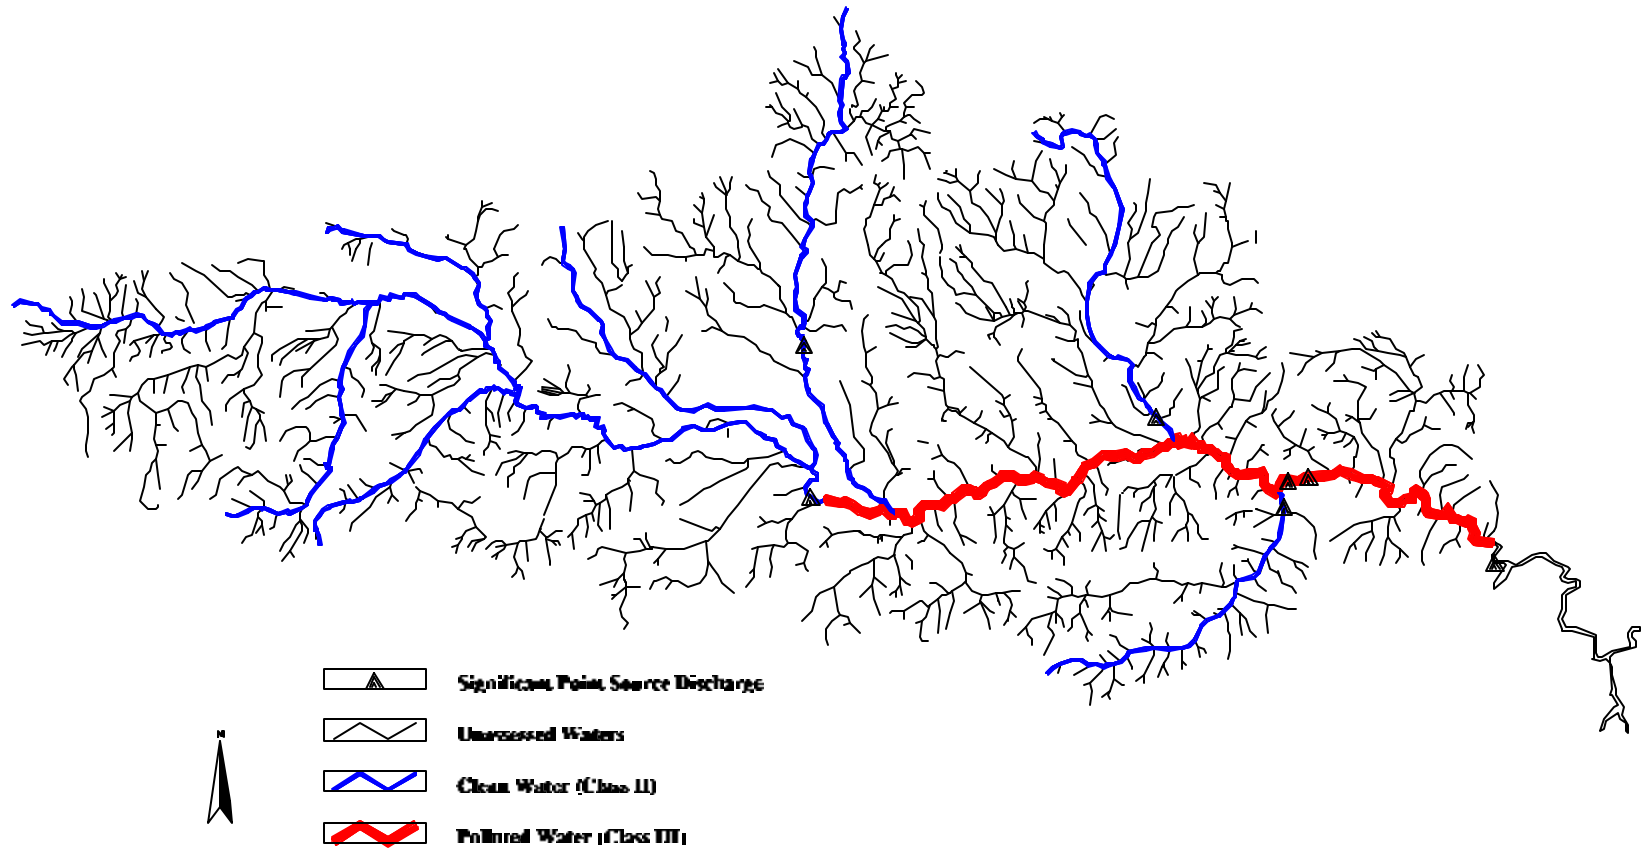 Significant Point Source Discharge
N
Unassessed Waters
Clean Water (Class II)
Polluted Water (Class III)